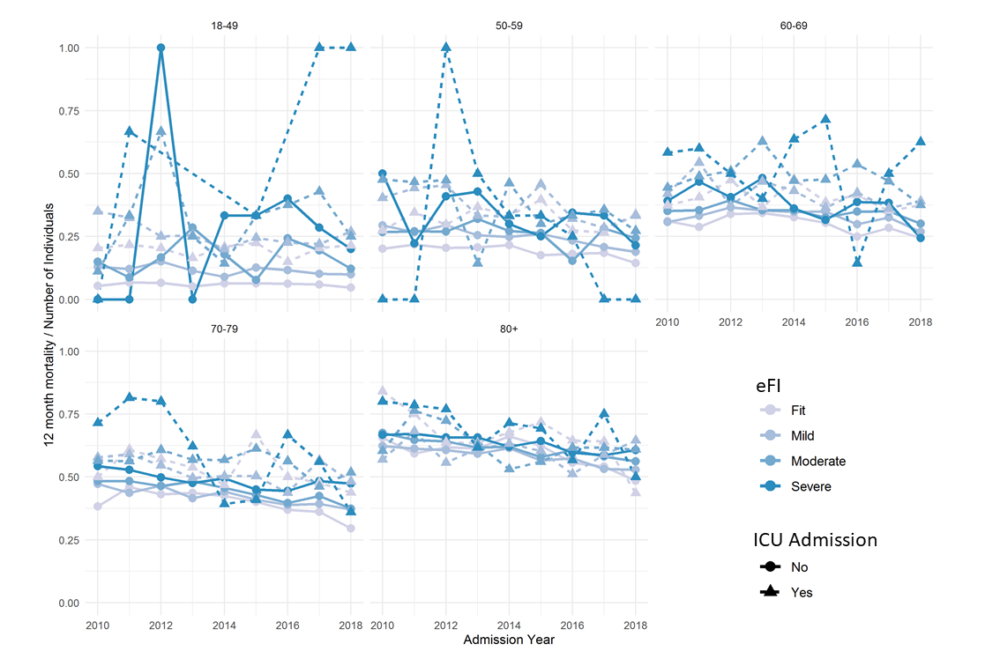 18-49
50-59
60-69
1.00
0.75
0.50
0.25
0.00
2010 2012 2014 2016 2018
70-79
80+
12 month mortality / Number of Individuals
1.00
0.75
0.50
0.25
0.00
2010 2012 2014 2016 2018
2010 2012 2014 2016 2018
Admission Year
eFI
Fit
Mild
Moderate
Severe
ICU Admission
No
Yes